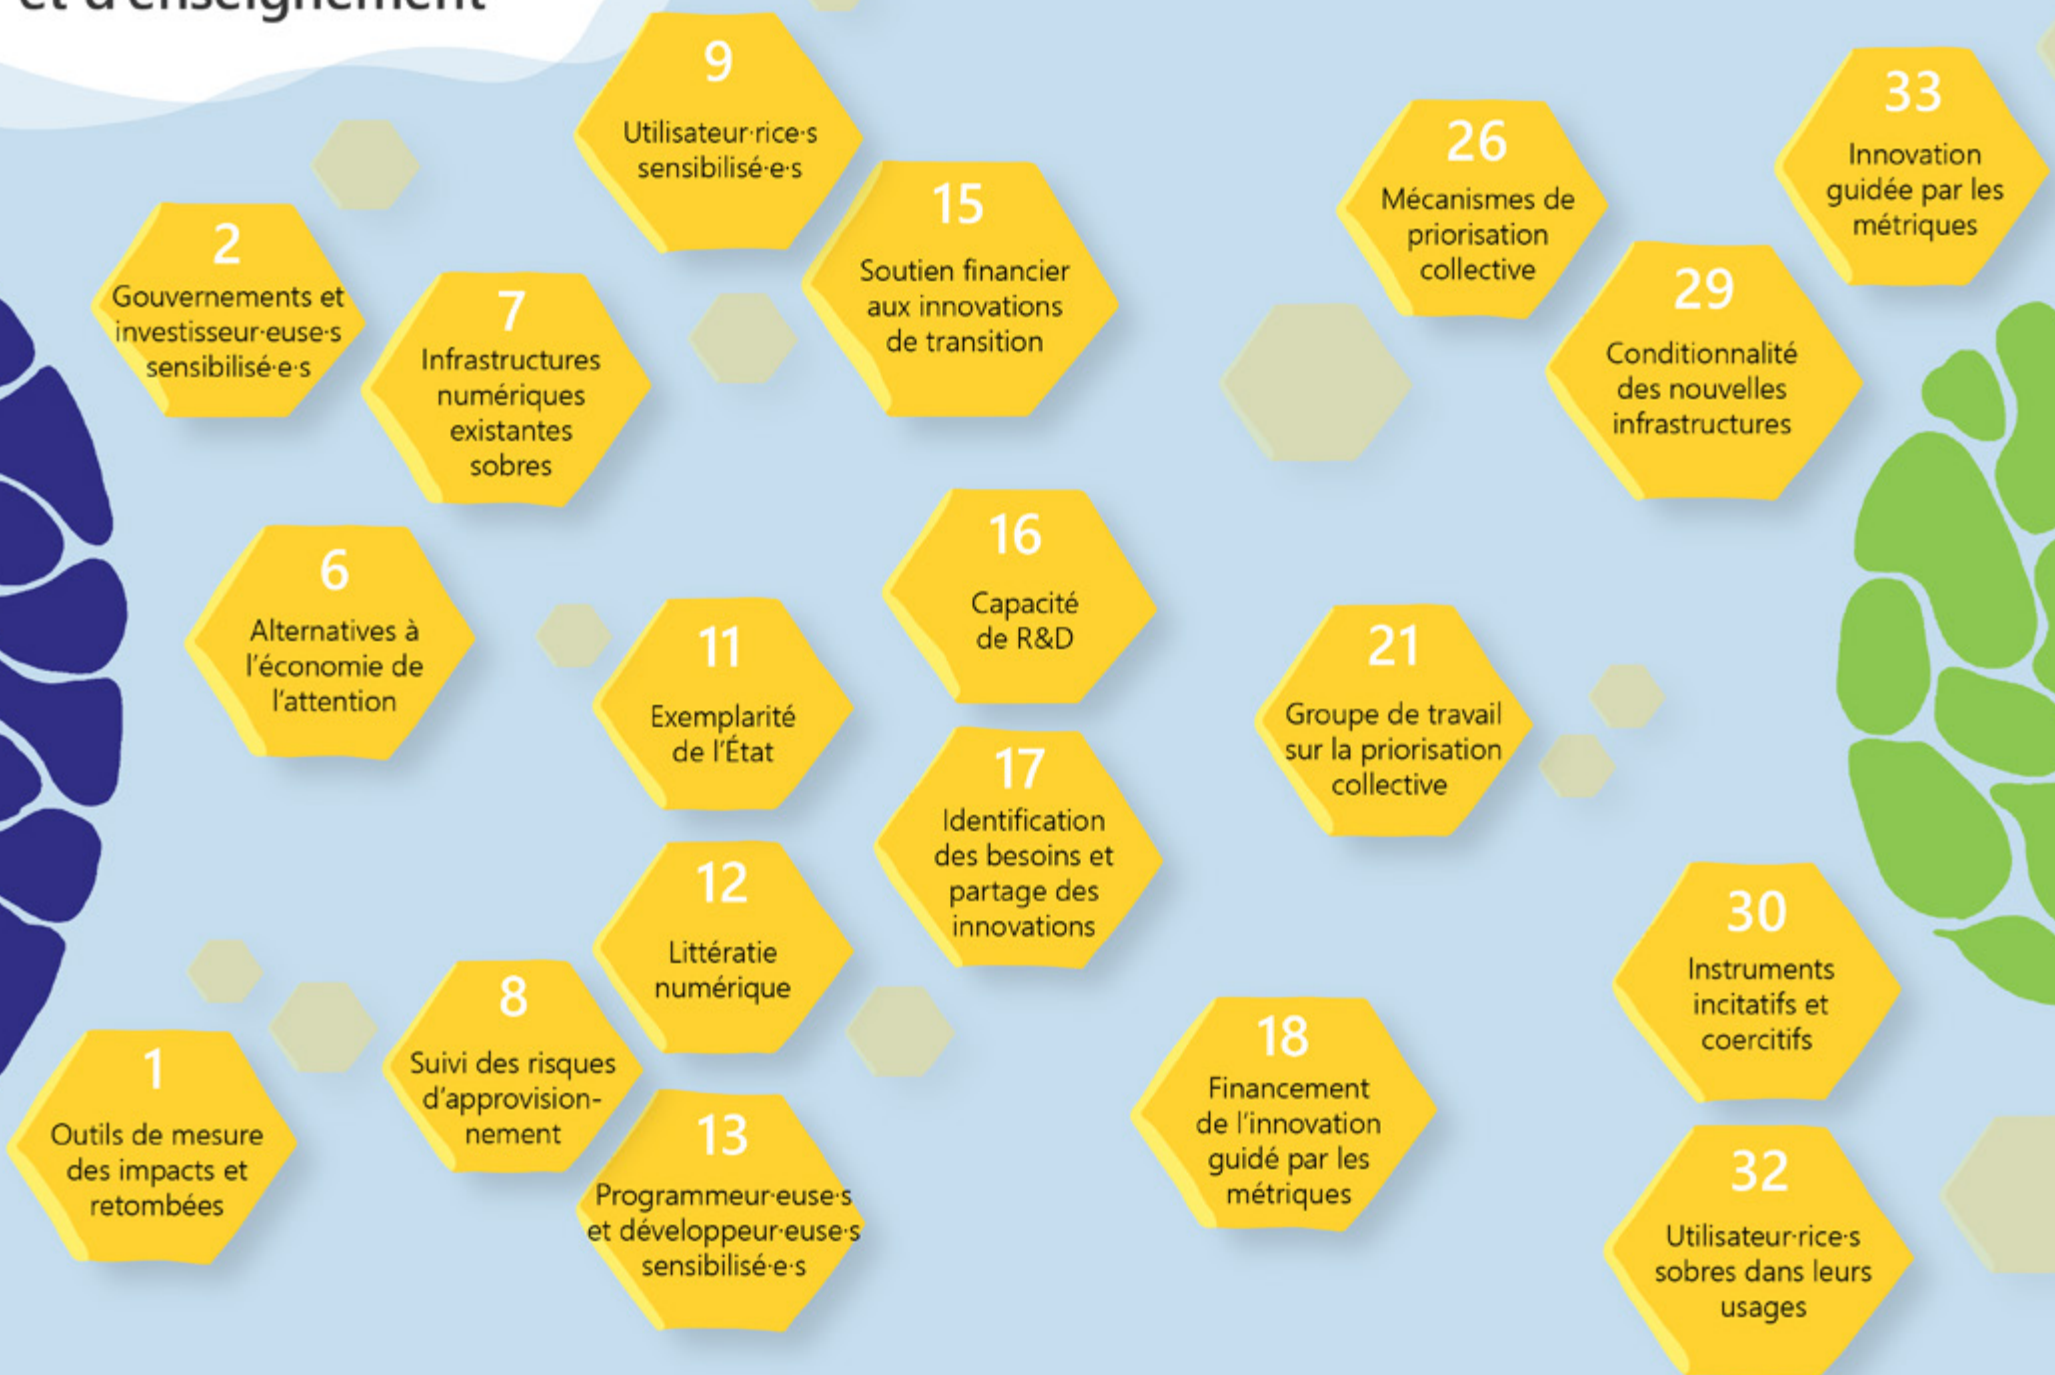 et d'enseignement
9
Utilisateur·rice·s
sensibilisé·e·s
33
Innovation
guidée par les
métriques
26
Mécanismes de
priorisation
collective
15
Soutien financier
aux innovations
de transition
2
Gouvernements et
investisseur·euse·s
sensibilisé·e·s
7
Infrastructures
numériques
existantes
sobres
29
Conditionnalité
des nouvelles
infrastructures
16
Capacité
de R&D
6
Alternatives à
l'économie de
l'attention
11
Exemplarité
de l'État
21
Groupe de travail
sur la priorisation
collective
17
Identification
des besoins et
partage des
innovations
12
Littératie
numérique
30
Instruments
incitatifs et
coercitifs
8
Suivi des risques
d'approvision-
nement
18
Financement
de l'innovation
guidé par les
métriques
1
Outils de mesure
des impacts et
retombées
13
Programmeur·euse·s
et développeur·euse·s
sensibilisé·e·s
32
Utilisateur·rice·s
sobres dans leurs
usages